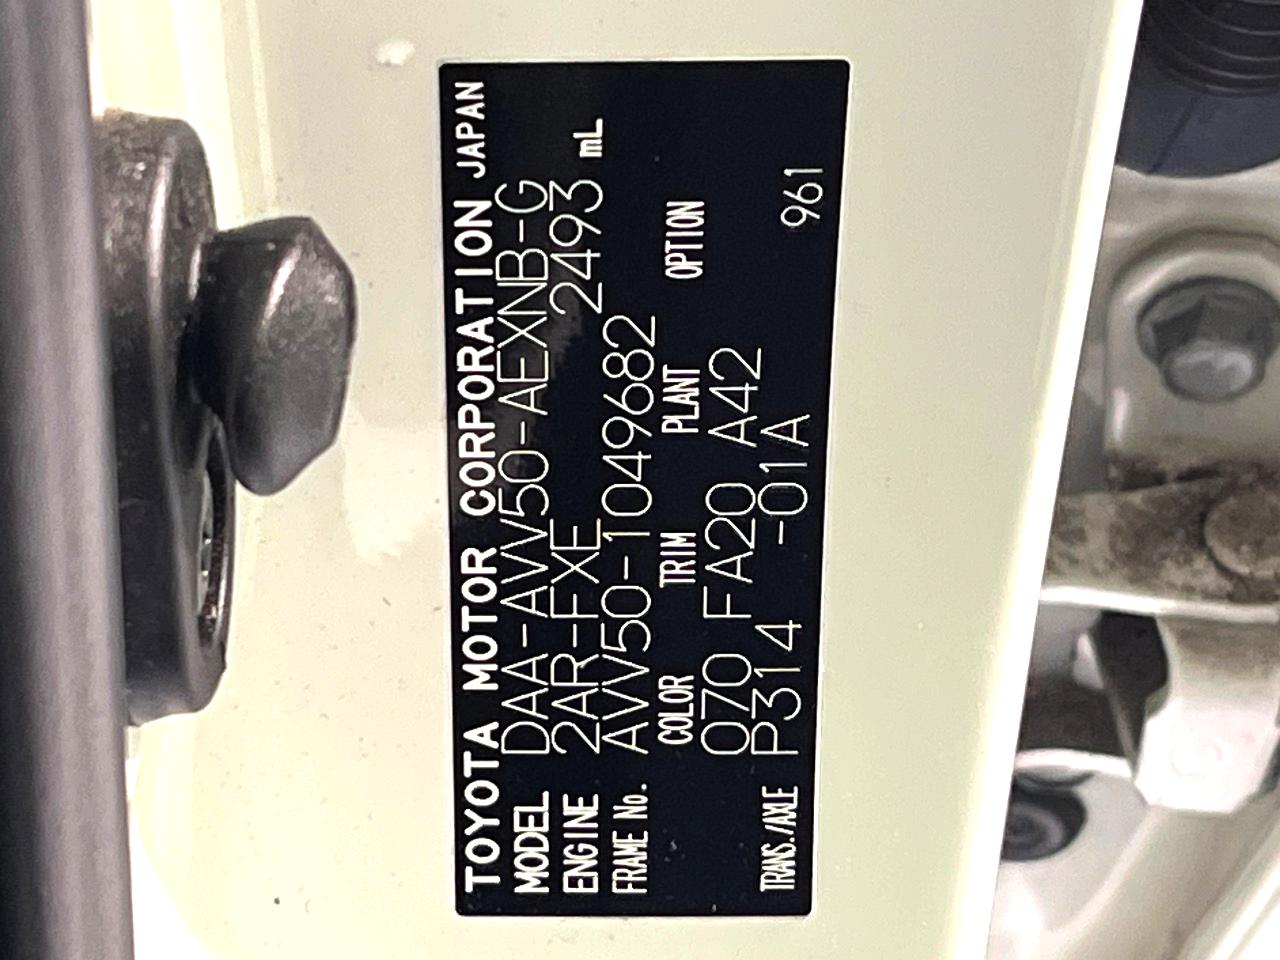 TOYOTA MOTOR CORPORATION JAPAN
MODEL DAA-AVV50-AEXNB-G
ENGINE 2AR-FXE 2493 mL
FRAME No. AVV50-1049682
COLOR TRIM PLANT OPTION
070 FA20 A42
TRANS./AXLE P314 -01A 961